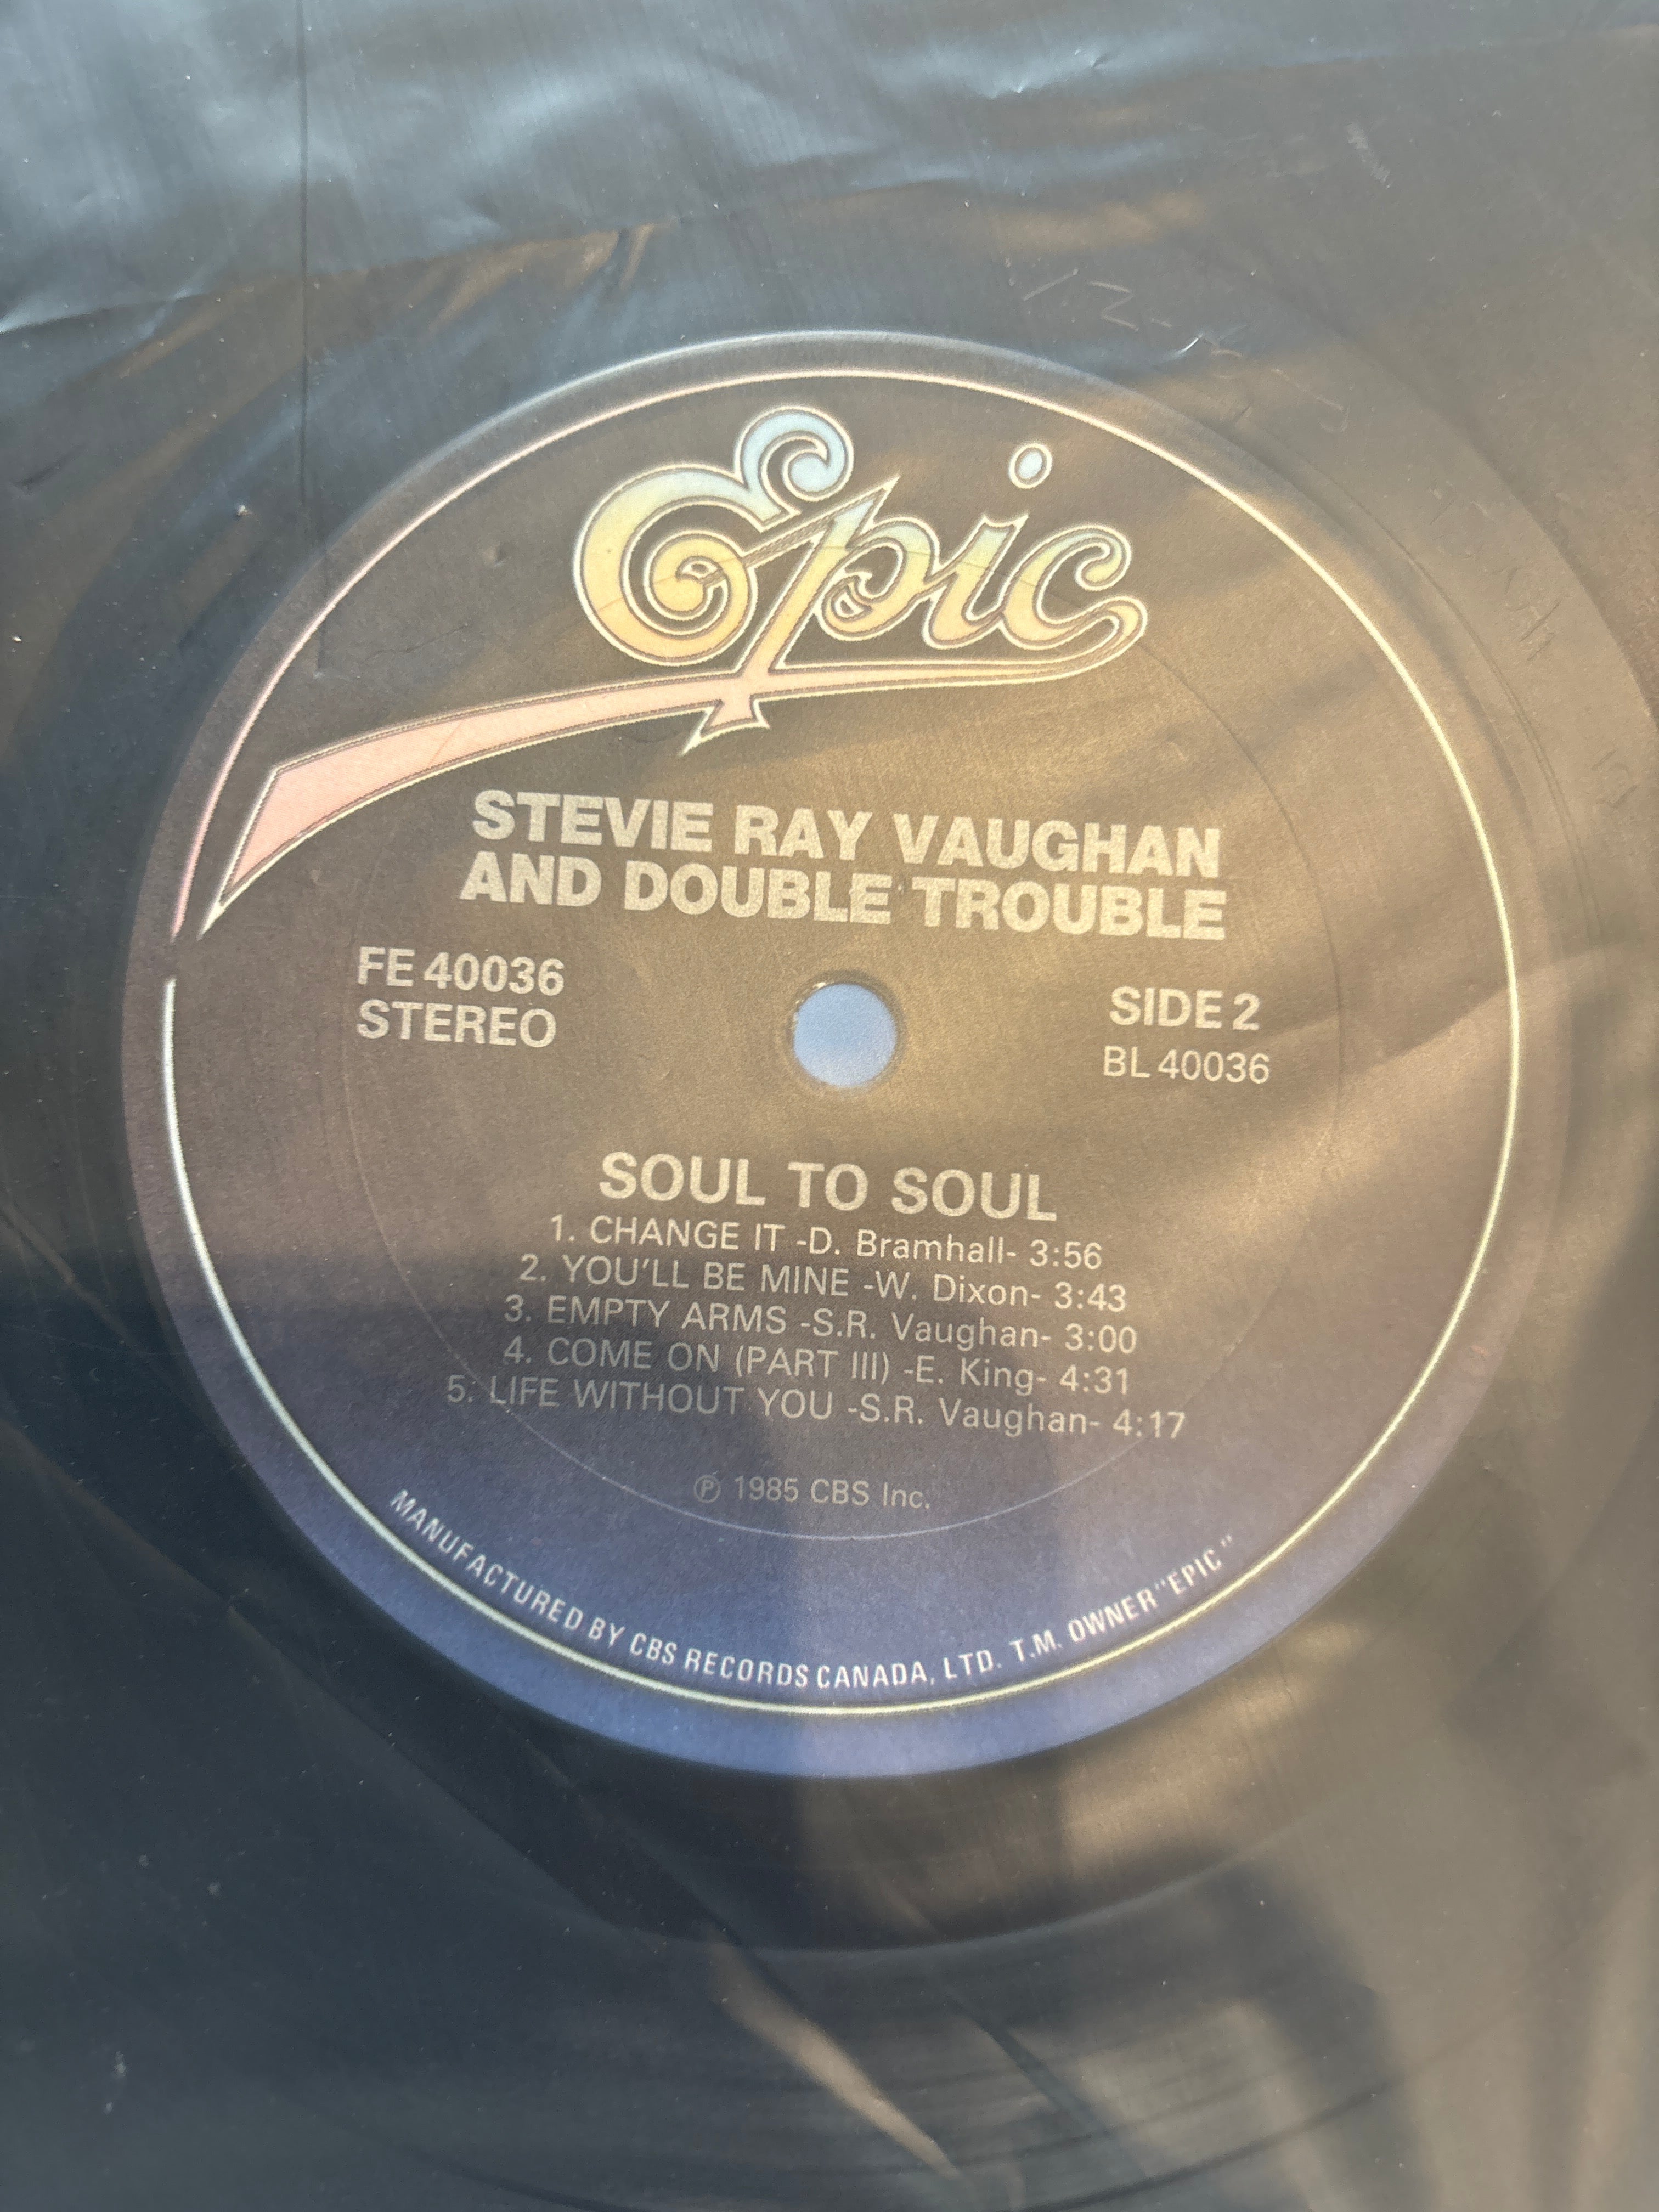 Epic
STEVIE RAY VAUGHAN
AND DOUBLE TROUBLE
FE 40036
STEREO
SIDE 2
BL 40036
SOUL TO SOUL
1. CHANGE IT -D. Bramhall- 3:56
2. YOU'LL BE MINE -W. Dixon- 3:43
3. EMPTY ARMS -S.R. Vaughan- 3:00
4. COME ON (PART III) -E. King- 4:31
5. LIFE WITHOUT YOU -S.R. Vaughan- 4:17
℗ 1985 CBS Inc.
MANUFACTURED BY CBS RECORDS CANADA, LTD. T.M. OWNER "EPIC"